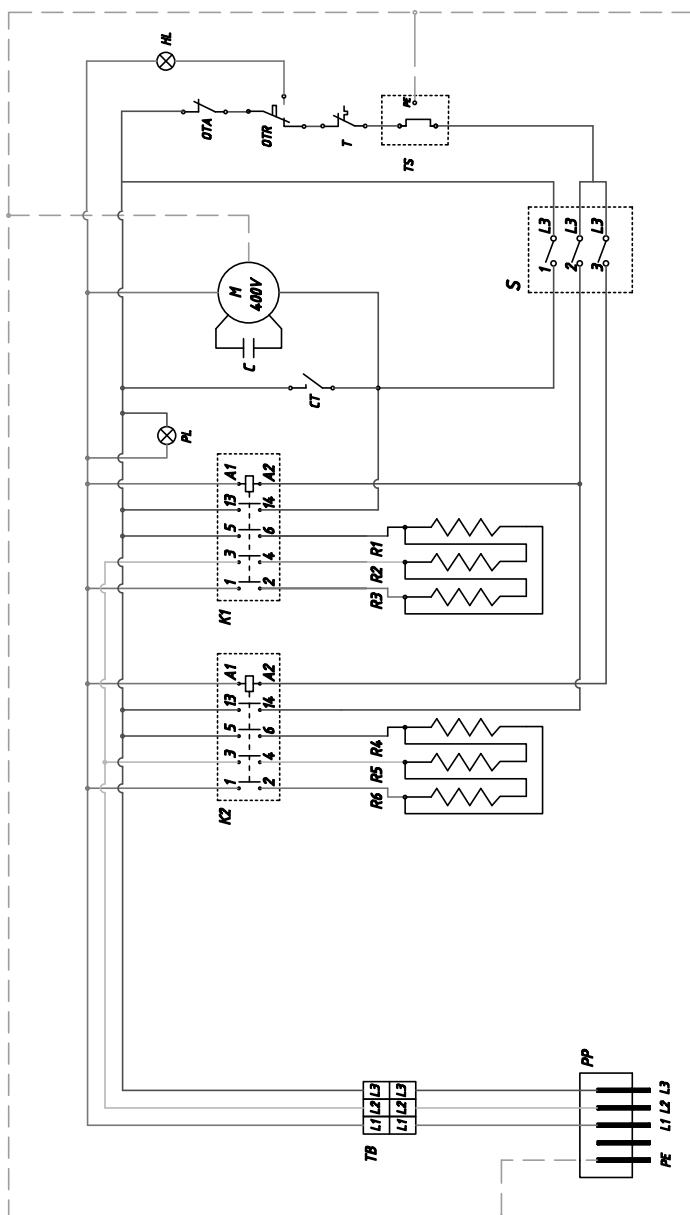 HL
OTA
OTR
T
PE
TS
L3 L3 L3
1 2 3
S
M
400V
C
CT
PL
A1 A2
13 14
5 6
3 4
1 2
K1
R1
R2
R3
A1 A2
13 14
5 6
3 4
1 2
K2
R4
R5
R6
L1 L2 L3
L1 L2 L3
TB
PP
PE L1 L2 L3